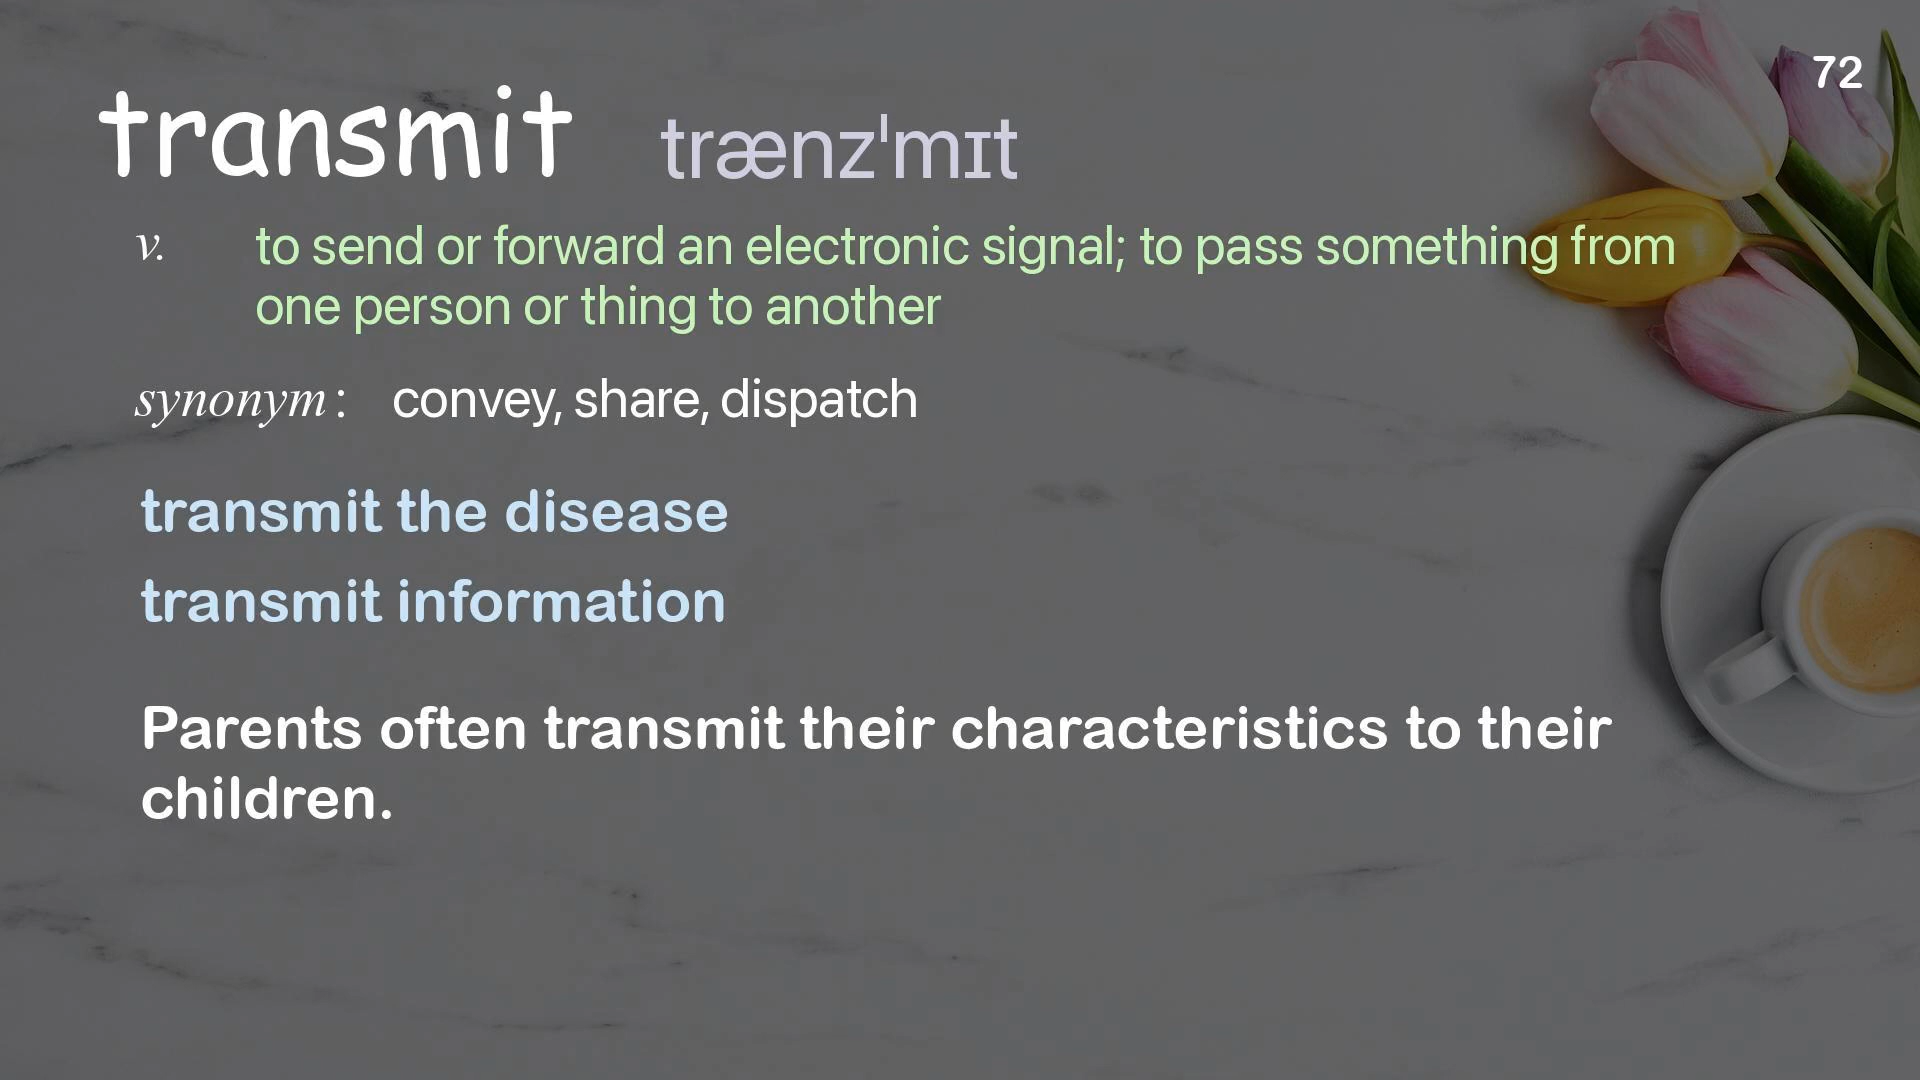 72
transmit trænzˈmɪt
v. to send or forward an electronic signal; to pass something from
one person or thing to another
synonym : convey, share, dispatch
transmit the disease
transmit information
Parents often transmit their characteristics to their
children.